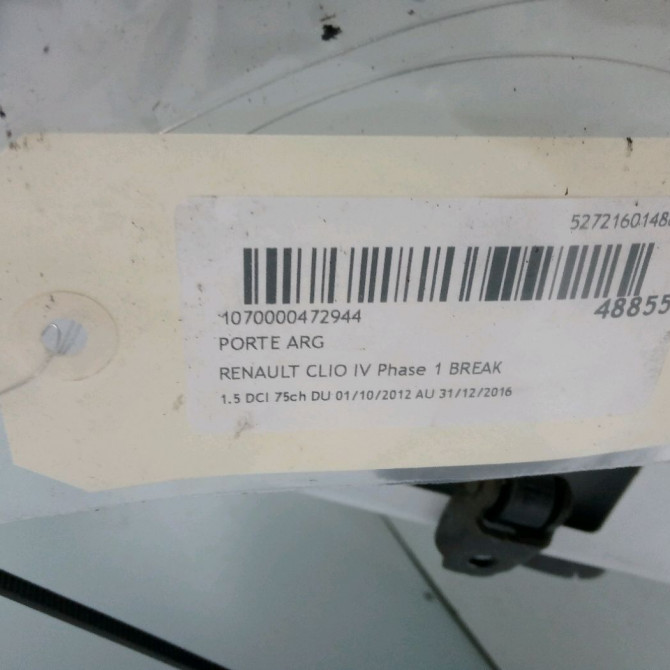 5272160148
1070000472944
48855
PORTE ARG
RENAULT CLIO IV Phase 1 BREAK
1.5 DCI 75ch DU 01/10/2012 AU 31/12/2016